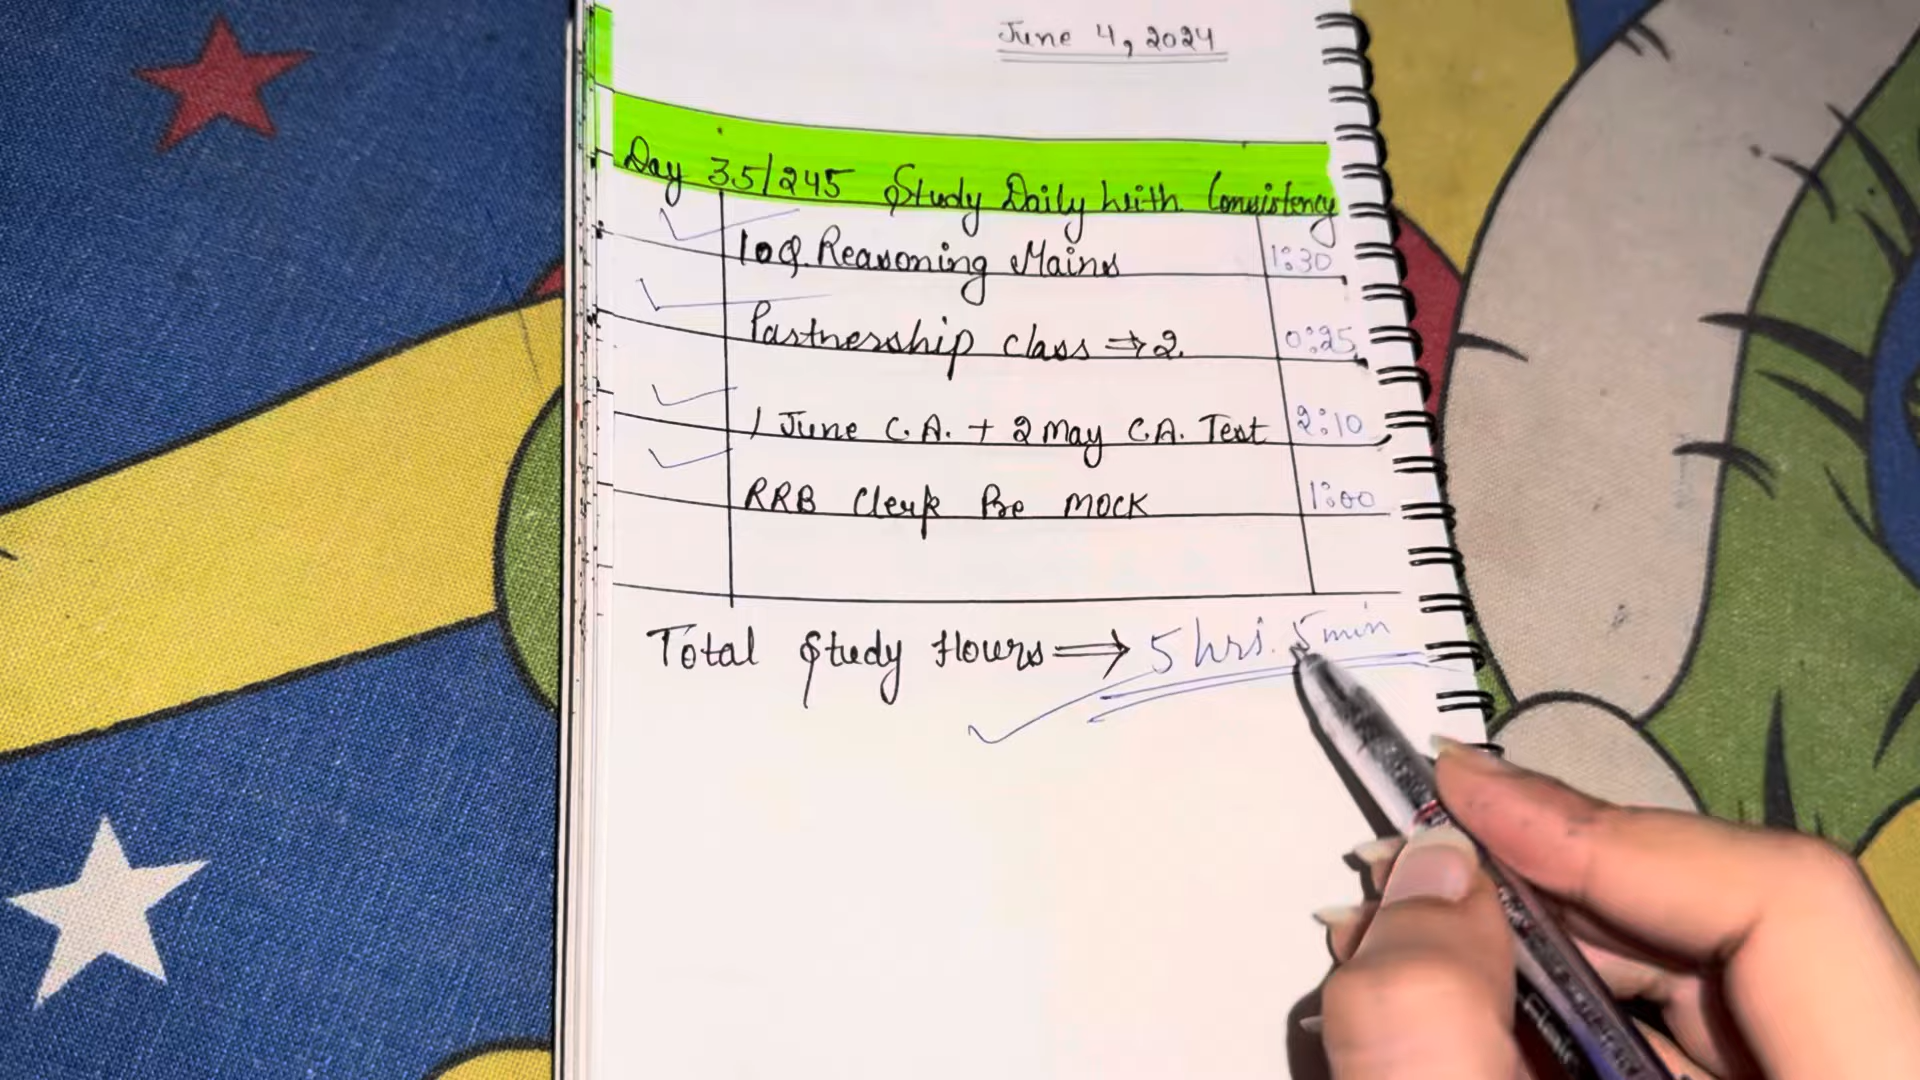 June 4, 2024
Day 35/245 Study Daily with Consistency
10Q. Reasoning Mains 1:30
Partnership class ⇒ 2. 0:25
1 June C.A. + 2 May C.A. Test 2:10
RRB Clerk Pre MOCK 1:00
Total Study Hours ⇒ 5 hrs. 5 min